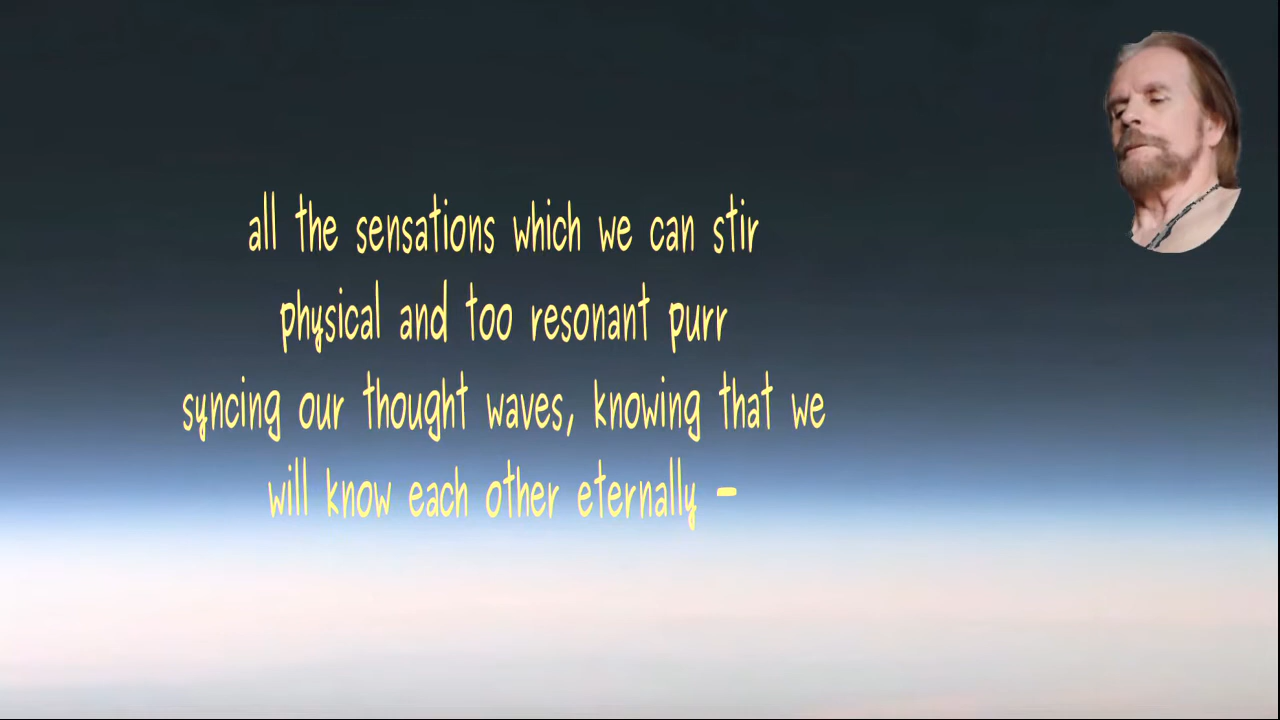 all the sensations which we can stir
physical and too resonant purr
syncing our thought waves, knowing that we
will know each other eternally -